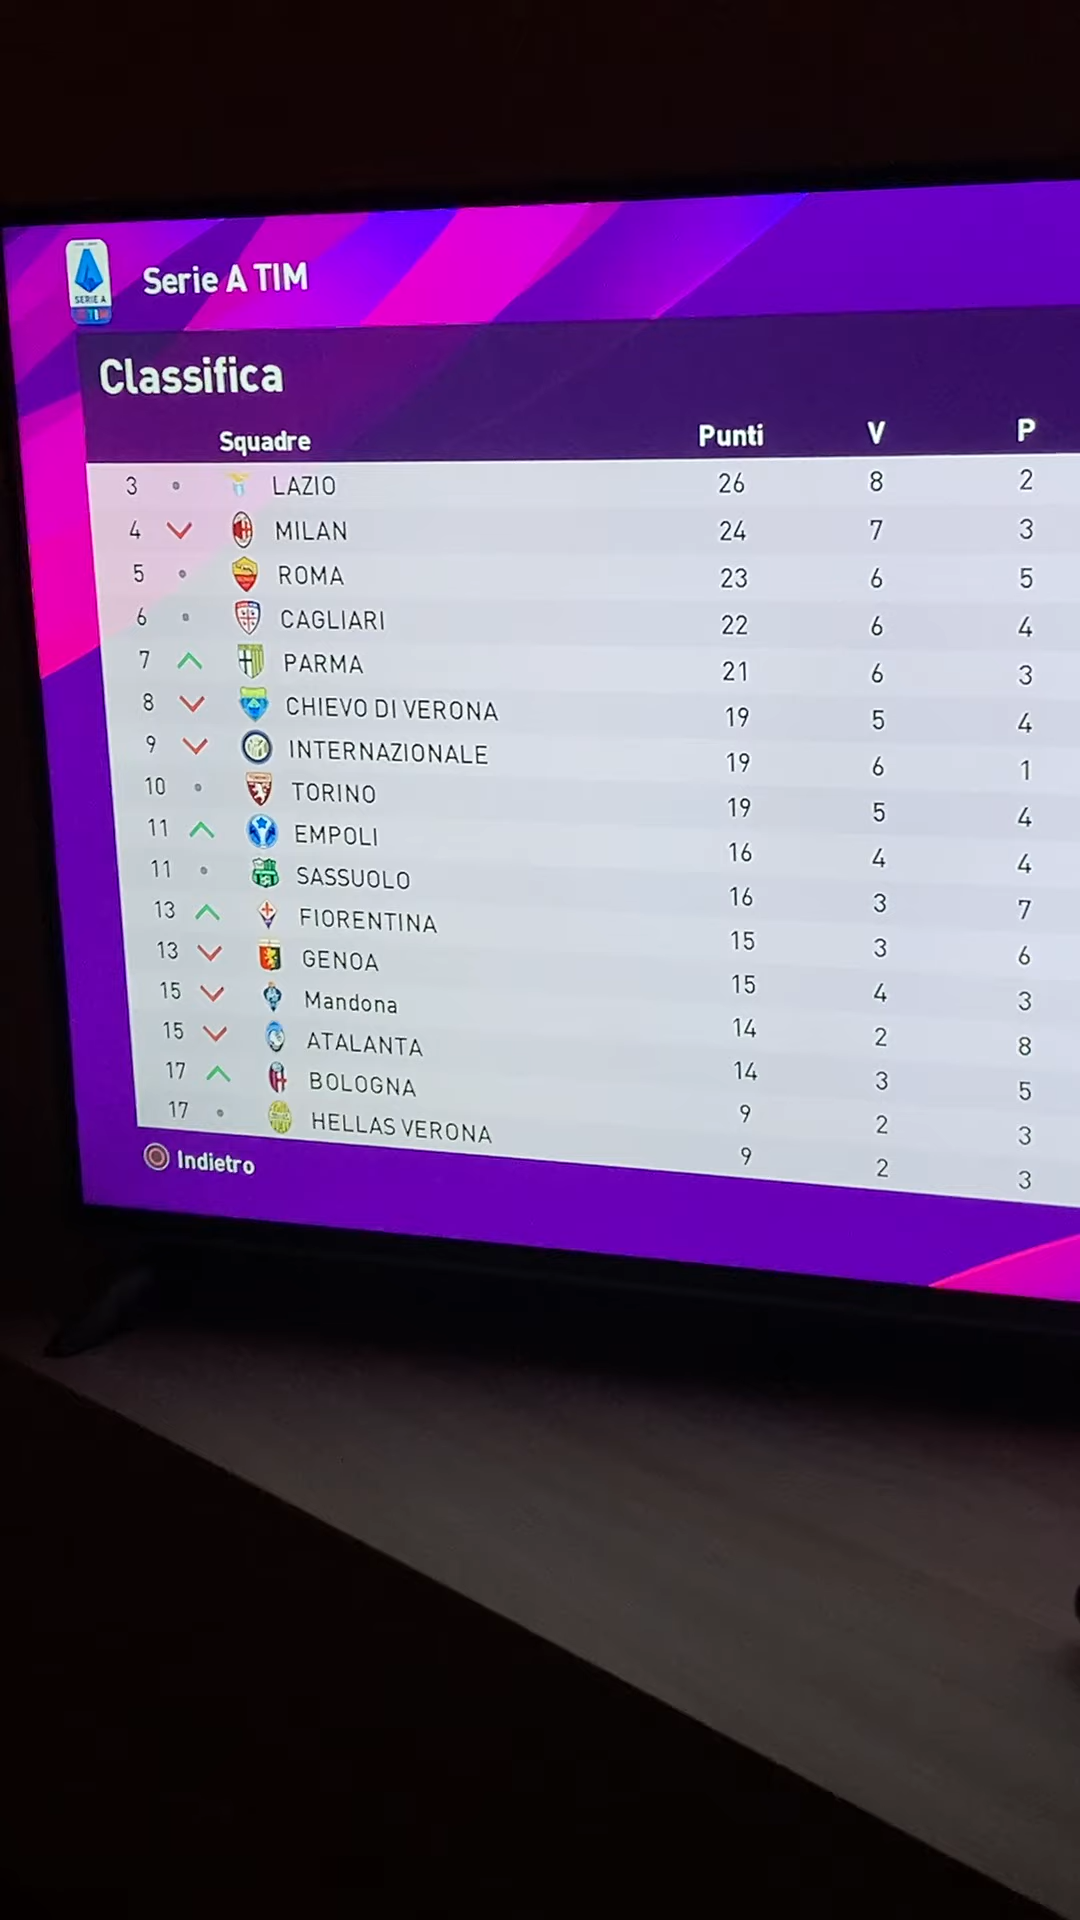 SERIE A
TIM
Serie A TIM
Classifica
Squadre Punti V P
3 LAZIO 26 8 2
4 MILAN 24 7 3
5 ROMA 23 6 5
6 CAGLIARI 22 6 4
7 PARMA 21 6 3
8 CHIEVO DI VERONA 19 5 4
9 INTERNAZIONALE 19 6 1
10 TORINO 19 5 4
11 EMPOLI 16 4 4
11 SASSUOLO 16 3 7
13 FIORENTINA 15 3 6
13 GENOA 15 4 3
15 Mandona 14 2 8
15 ATALANTA 14 3 5
17 BOLOGNA 9 2 3
17 HELLAS VERONA 9 2 3
Indietro